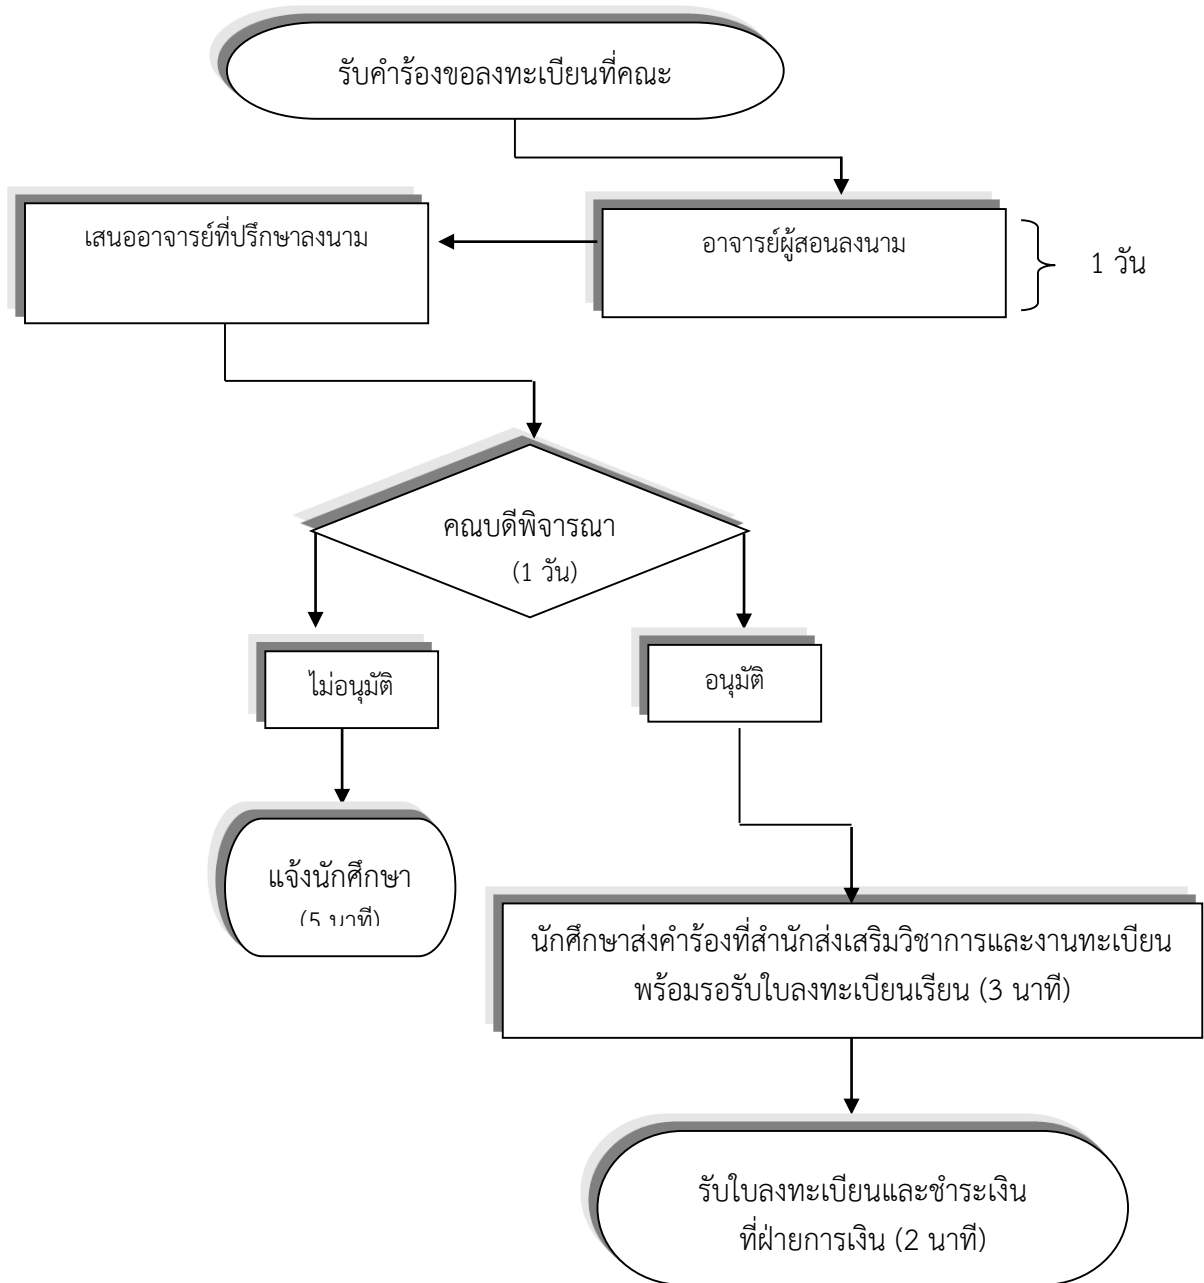 รับคำร้องขอลงทะเบียนที่คณะ
เสนออาจารย์ที่ปรึกษาลงนาม
อาจารย์ผู้สอนลงนาม
1 วัน
คณบดีพิจารณา
(1 วัน)
ไม่อนุมัติ
อนุมัติ
แจ้งนักศึกษา
(5 นาที)
นักศึกษาส่งคำร้องที่สำนักส่งเสริมวิชาการและงานทะเบียน
พร้อมรอรับใบลงทะเบียนเรียน (3 นาที)
รับใบลงทะเบียนและชำระเงิน
ที่ฝ่ายการเงิน (2 นาที)